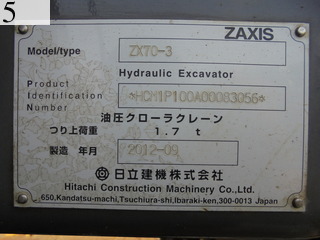 5
ZAXIS
Model/type ZX70-3
Hydraulic Excavator
Product
Identification *HCM1P100A00083056*
Number
油圧クローラクレーン
つり上荷重 1.7 t
製造 年月 2012-09
日立建機株式会社
Hitachi Construction Machinery Co.,Ltd.
650,Kandatsu-machi,Tsuchiura-shi,Ibaraki-ken,300-0013 Japan